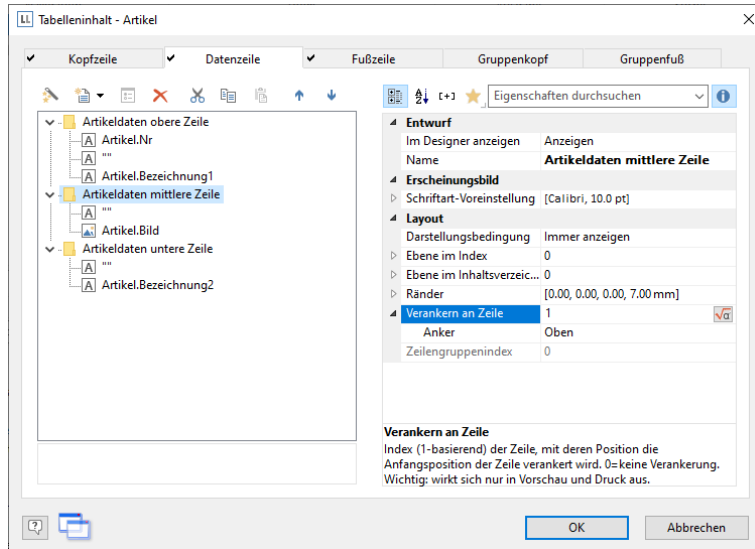 LL Tabelleninhalt - Artikel
Kopfzeile Datenzeile Fußzeile Gruppenkopf Gruppenfuß
Eigenschaften durchsuchen
Artikeldaten obere Zeile
A Artikel.Nr
A ""
A Artikel.Bezeichnung1
Artikeldaten mittlere Zeile
A ""
Artikel.Bild
Artikeldaten untere Zeile
A ""
A Artikel.Bezeichnung2
Entwurf
Im Designer anzeigen Anzeigen
Name Artikeldaten mittlere Zeile
Erscheinungsbild
Schriftart-Voreinstellung [Calibri, 10.0 pt]
Layout
Darstellungsbedingung Immer anzeigen
Ebene im Index 0
Ebene im Inhaltsverzeic... 0
Ränder [0.00, 0.00, 0.00, 7.00 mm]
Verankern an Zeile 1
Anker Oben
Zeilengruppenindex 0
Verankern an Zeile
Index (1-basierend) der Zeile, mit deren Position die
Anfangsposition der Zeile verankert wird. 0=keine Verankerung.
Wichtig: wirkt sich nur in Vorschau und Druck aus.
OK Abbrechen